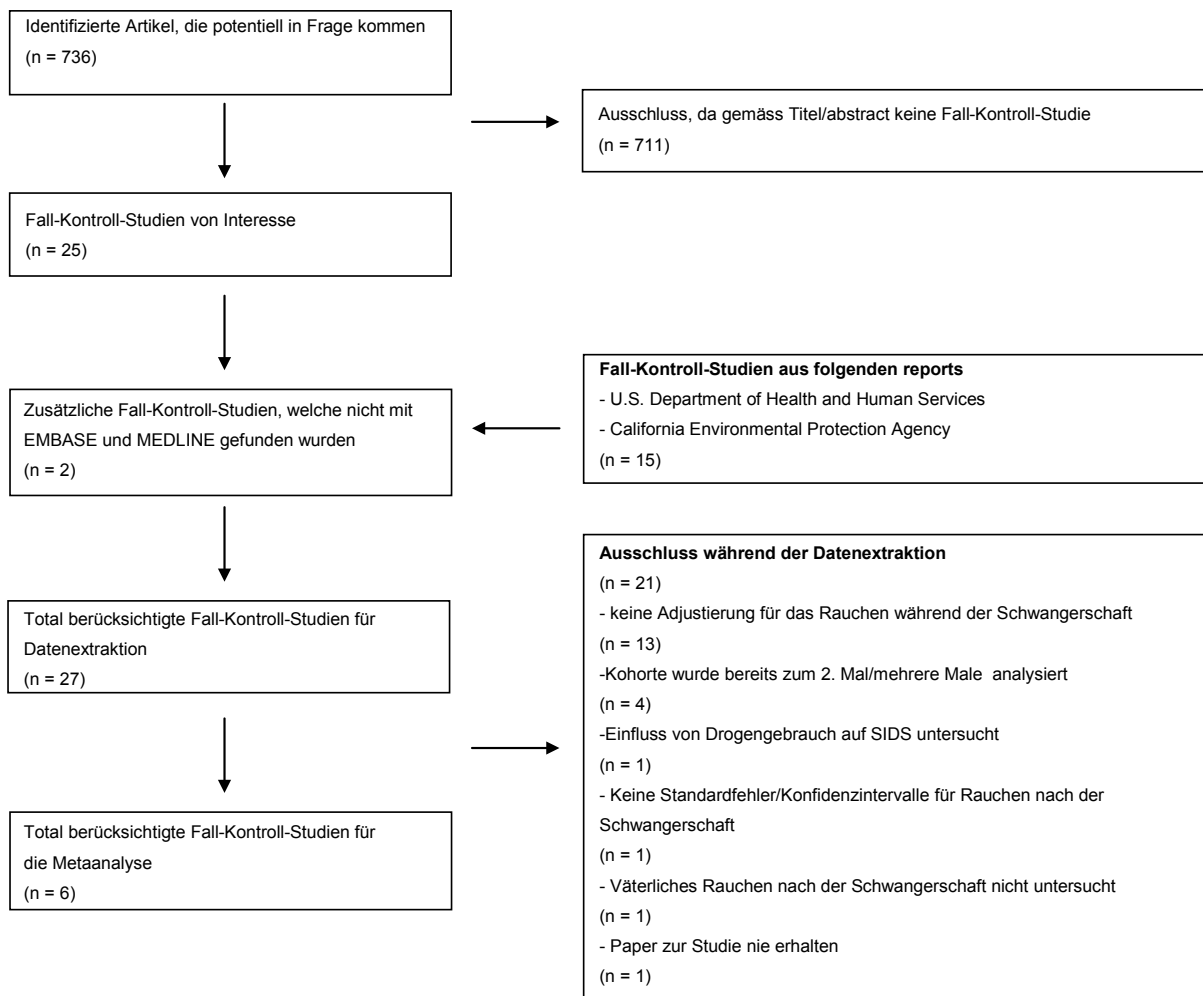 Identifizierte Artikel, die potentiell in Frage kommen
(n = 736)
Ausschluss, da gemäss Titel/abstract keine Fall-Kontroll-Studie
(n = 711)
Fall-Kontroll-Studien von Interesse
(n = 25)
Fall-Kontroll-Studien aus folgenden reports
- U.S. Department of Health and Human Services
- California Environmental Protection Agency
(n = 15)
Zusätzliche Fall-Kontroll-Studien, welche nicht mit
EMBASE und MEDLINE gefunden wurden
(n = 2)
Total berücksichtigte Fall-Kontroll-Studien für
Datenextraktion
(n = 27)
Ausschluss während der Datenextraktion
(n = 21)
- keine Adjustierung für das Rauchen während der Schwangerschaft
(n = 13)
-Kohorte wurde bereits zum 2. Mal/mehrere Male analysiert
(n = 4)
-Einfluss von Drogengebrauch auf SIDS untersucht
(n = 1)
- Keine Standardfehler/Konfidenzintervalle für Rauchen nach der
Schwangerschaft
(n = 1)
- Väterliches Rauchen nach der Schwangerschaft nicht untersucht
(n = 1)
- Paper zur Studie nie erhalten
(n = 1)
Total berücksichtigte Fall-Kontroll-Studien für
die Metaanalyse
(n = 6)